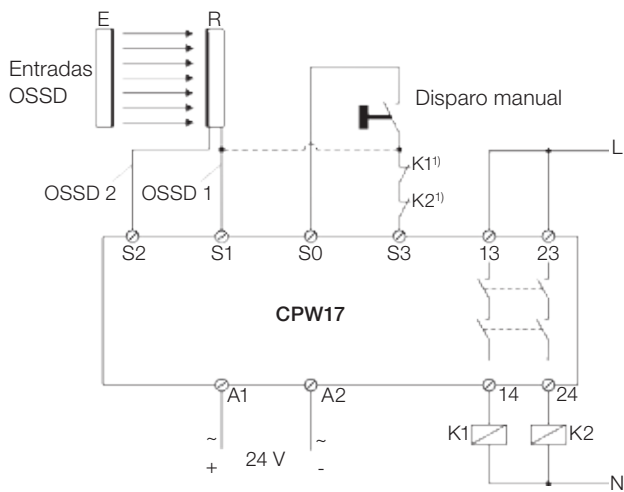 E R
Entradas
OSSD
Disparo manual
L
K1¹⁾
OSSD 2 OSSD 1
K2¹⁾
S2 S1 S0 S3 13 23
CPW17
A1 A2 14 24
K1 K2
~ ~
+ 24 V -
N